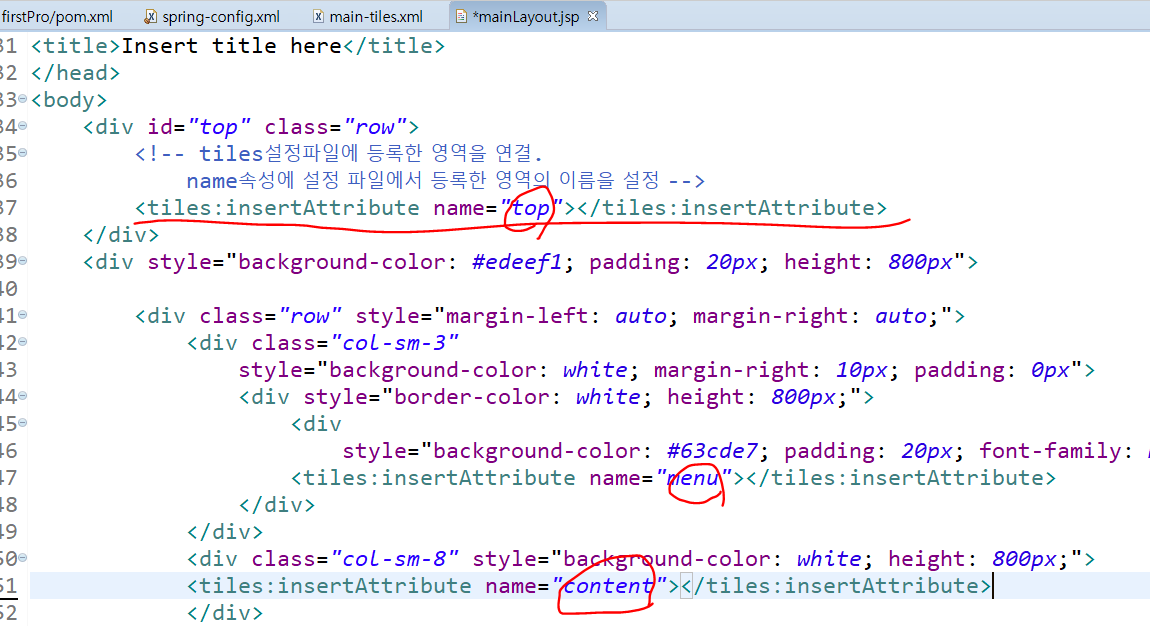 firstPro/pom.xml spring-config.xml main-tiles.xml *mainLayout.jsp
31 <title>Insert title here</title>
32 </head>
33 <body>
34 <div id="top" class="row">
35 <!-- tiles설정파일에 등록한 영역을 연결.
36 name속성에 설정 파일에서 등록한 영역의 이름을 설정 -->
37 <tiles:insertAttribute name="top"></tiles:insertAttribute>
38 </div>
39 <div style="background-color: #edeef1; padding: 20px; height: 800px">
40
41 <div class="row" style="margin-left: auto; margin-right: auto;">
42 <div class="col-sm-3"
43 style="background-color: white; margin-right: 10px; padding: 0px">
44 <div style="border-color: white; height: 800px;">
45 <div
46 style="background-color: #63cde7; padding: 20px; font-family:
47 <tiles:insertAttribute name="menu"></tiles:insertAttribute>
48 </div>
49 </div>
50 <div class="col-sm-8" style="background-color: white; height: 800px;">
51 <tiles:insertAttribute name="content"></tiles:insertAttribute>
52 </div>